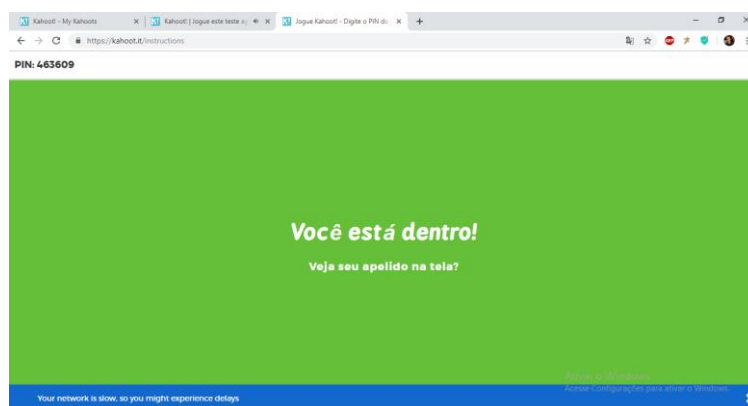 Kahoot! - My Kahoots
Kahoot! | Jogue este teste a
Jogue Kahoot! - Digite o PIN do
https://kahoot.it/instructions
PIN: 463609
Você está dentro!
Veja seu apelido na tela?
Ativar o Windows
Acesse Configurações para ativar o Windows.
Your network is slow, so you might experience delays